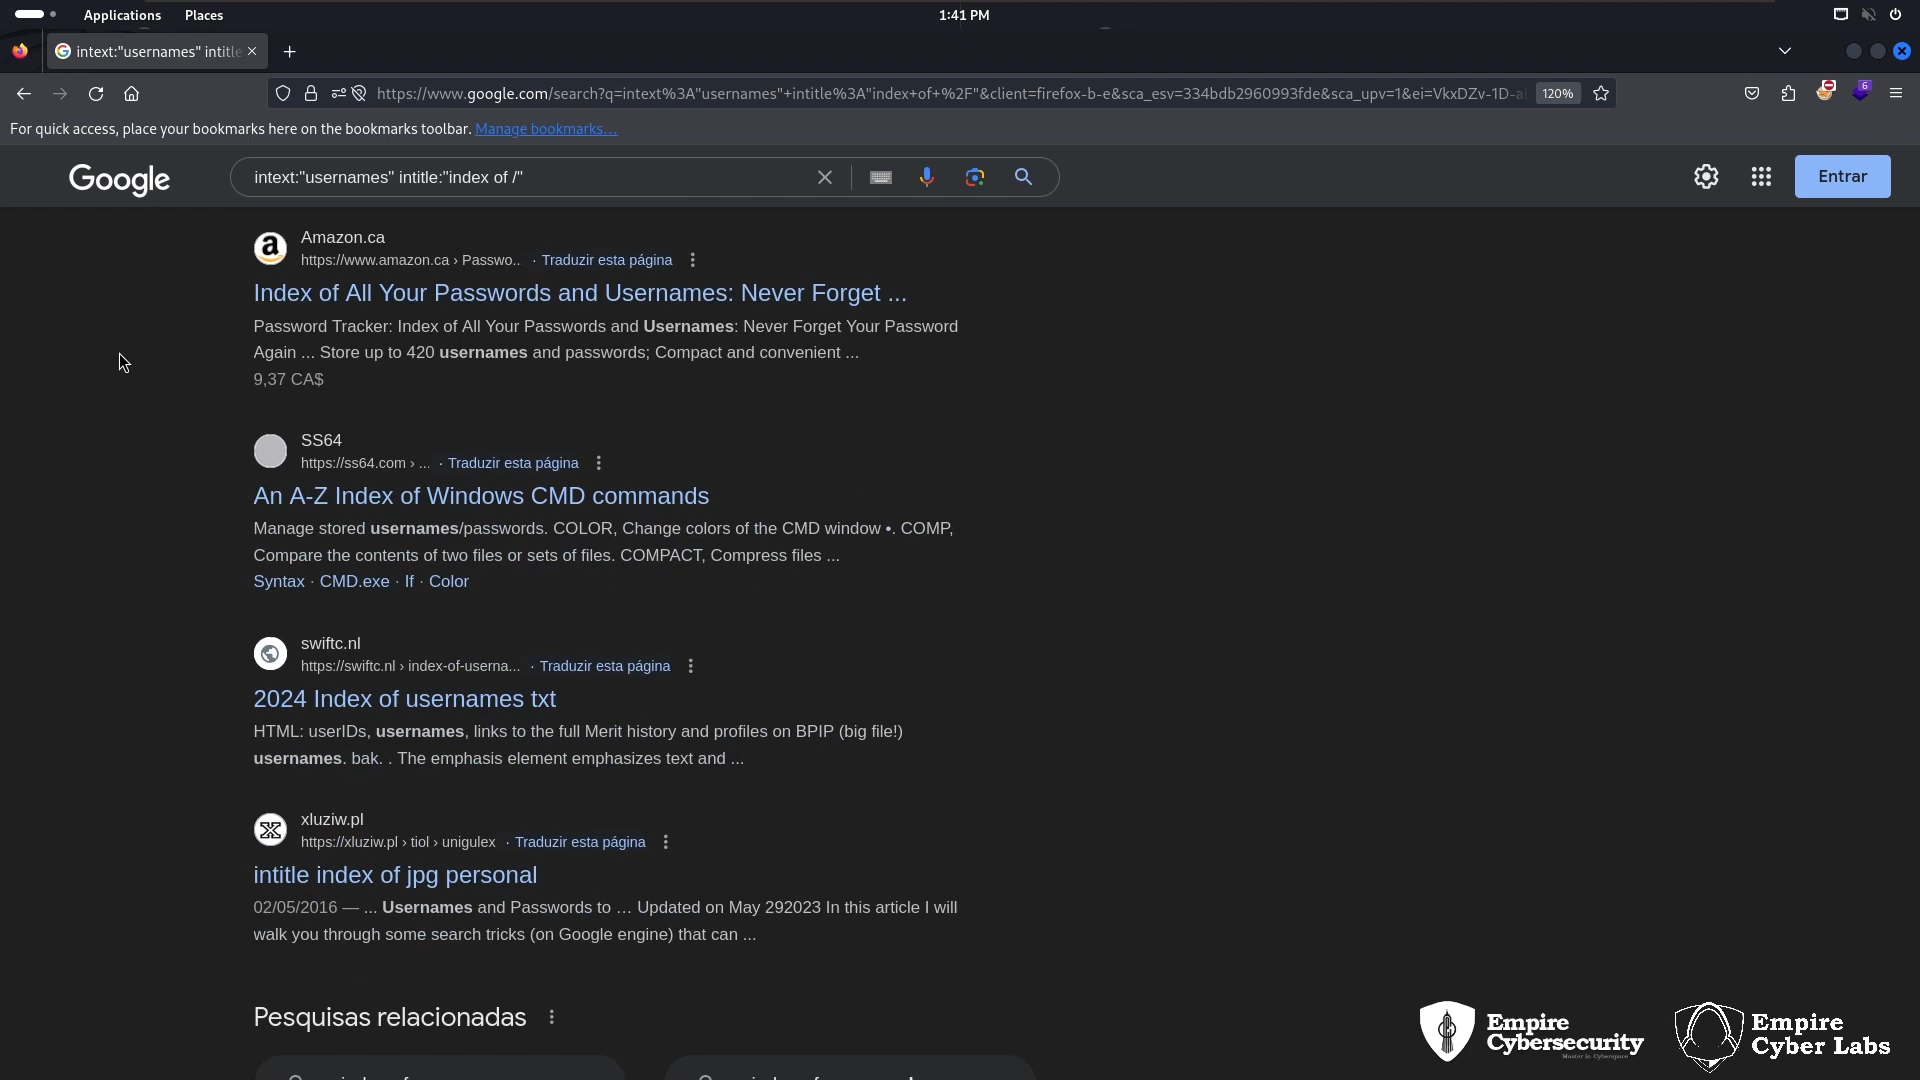 Applications Places
1:41 PM
intext:"usernames" intitle
For quick access, place your bookmarks here on the bookmarks toolbar. Manage bookmarks...
https://www.google.com/search?q=intext%3A"usernames"+intitle%3A"index+of+%2F"&client=firefox-b-e&sca_esv=334bdb2960993fde&sca_upv=1&ei=VkxDZv-1D-a
120%
6
Google
intext:"usernames" intitle:"index of /"
Entrar
Amazon.ca
https://www.amazon.ca › Passwo... · Traduzir esta página
Index of All Your Passwords and Usernames: Never Forget ...
Password Tracker: Index of All Your Passwords and Usernames: Never Forget Your Password
Again ... Store up to 420 usernames and passwords; Compact and convenient ...
9,37 CA$
SS64
https://ss64.com › ... · Traduzir esta página
An A-Z Index of Windows CMD commands
Manage stored usernames/passwords. COLOR, Change colors of the CMD window •. COMP,
Compare the contents of two files or sets of files. COMPACT, Compress files ...
Syntax · CMD.exe · If · Color
swiftc.nl
https://swiftc.nl › index-of-userna... · Traduzir esta página
2024 Index of usernames txt
HTML: userIDs, usernames, links to the full Merit history and profiles on BPIP (big file!)
usernames. bak. . The emphasis element emphasizes text and ...
xluziw.pl
https://xluziw.pl › tiol › unigulex · Traduzir esta página
intitle index of jpg personal
02/05/2016 — ... Usernames and Passwords to ... Updated on May 292023 In this article I will
walk you through some search tricks (on Google engine) that can ...
Pesquisas relacionadas
Empire
Cybersecurity
Master in Cyberspace
Empire
Cyber Labs